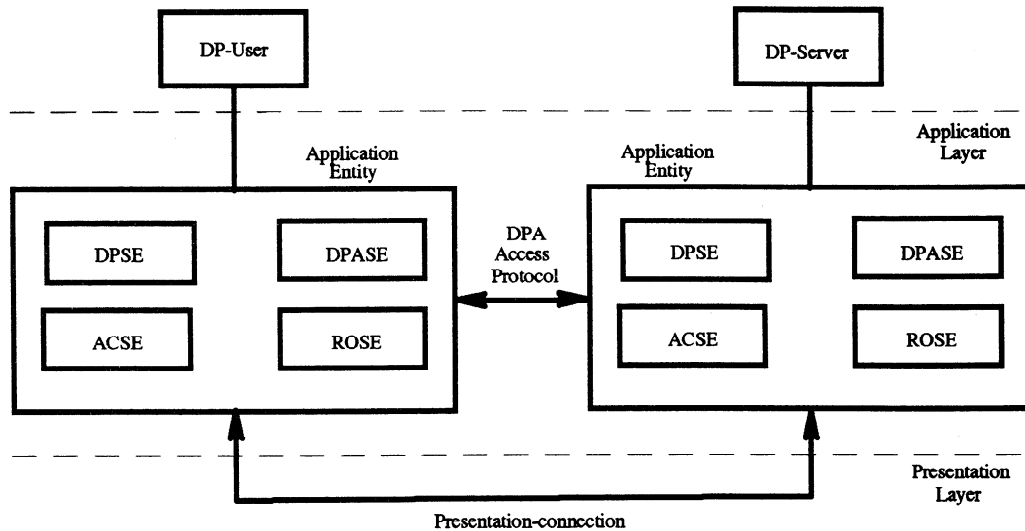 DP-User
DP-Server
Application
Layer
Application
Entity
Application
Entity
DPSE
DPASE
ACSE
ROSE
DPA
Access
Protocol
DPSE
DPASE
ACSE
ROSE
Presentation
Layer
Presentation-connection